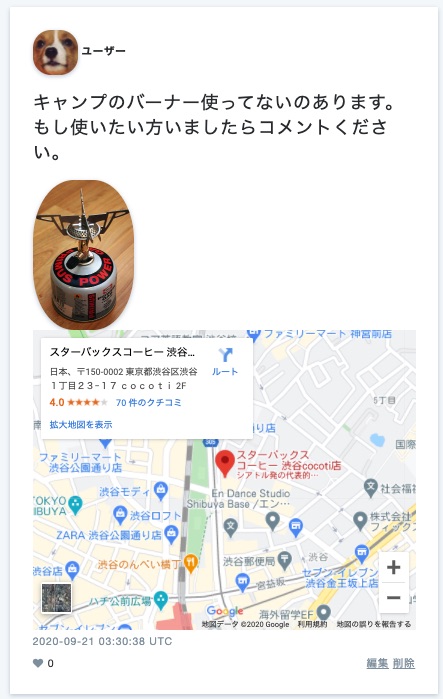 ユーザー
キャンプのバーナー使ってないのあります。
もし使いたい方いましたらコメントくださ
い。
PRIMUS POWER
ファミリーマート 神宮前店
スターバックスコーヒー 渋谷...
ルート
日本、〒150-0002 東京都渋谷区渋谷
１丁目２３−１７ ｃｏｃｏｔｉ 2F
4.0 ★★★★★ 70 件のクチコミ
拡大地図を表示
5丁目
305
国際
ファミリーマート
渋谷公園通り店
スターバックス
コーヒー 渋谷cocoti店
シアトル発の代表的...
渋谷モディ
En Dance Studio
Shibuya Base /エン...
社会福祉
TOKYO
IBUYA
渋谷ロフト
株式会社
フィックス
ZARA 渋谷公園通り店
渋谷のんべい横丁
渋谷郵便局
渋谷
セブン-イレブン
渋谷金王坂上店
宮益坂
ハチ公前広場
海外留学EF
+
−
Google
地図データ ©2020 Google 利用規約 地図の誤りを報告する
2020-09-21 03:30:38 UTC
0
編集 削除